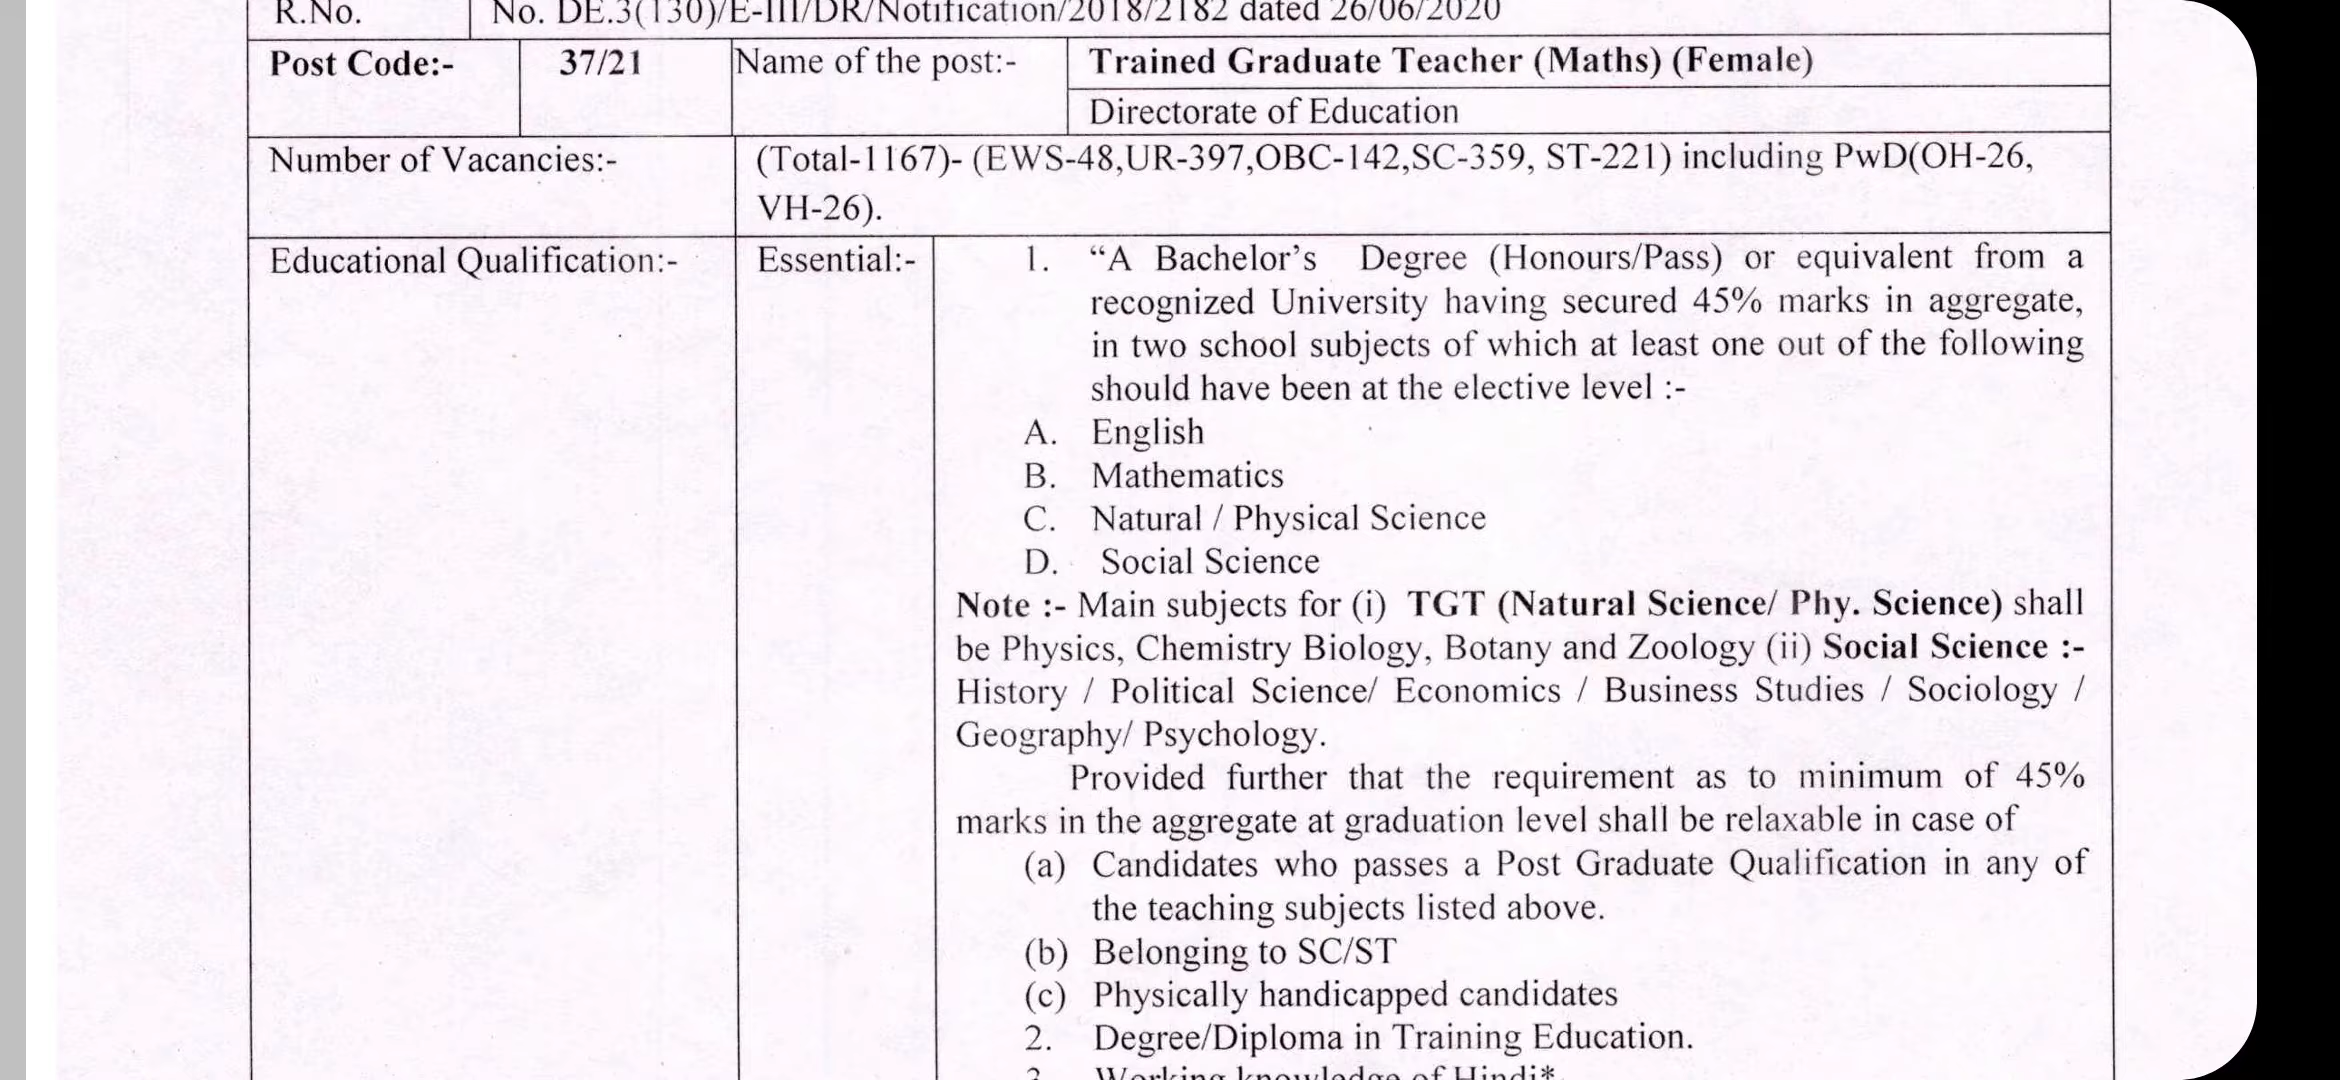 R.No. No. DE.3(130)/E-III/DR/Notification/2018/2182 dated 26/06/2020
Post Code:- 37/21 Name of the post:- Trained Graduate Teacher (Maths) (Female)
Directorate of Education
Number of Vacancies:- (Total-1167)- (EWS-48,UR-397,OBC-142,SC-359, ST-221) including PwD(OH-26,
VH-26).
Educational Qualification:- Essential:- 1. “A Bachelor’s Degree (Honours/Pass) or equivalent from a
recognized University having secured 45% marks in aggregate,
in two school subjects of which at least one out of the following
should have been at the elective level :-
A. English
B. Mathematics
C. Natural / Physical Science
D. Social Science
Note :- Main subjects for (i) TGT (Natural Science/ Phy. Science) shall
be Physics, Chemistry Biology, Botany and Zoology (ii) Social Science :-
History / Political Science/ Economics / Business Studies / Sociology /
Geography/ Psychology.
Provided further that the requirement as to minimum of 45%
marks in the aggregate at graduation level shall be relaxable in case of
(a) Candidates who passes a Post Graduate Qualification in any of
the teaching subjects listed above.
(b) Belonging to SC/ST
(c) Physically handicapped candidates
2. Degree/Diploma in Training Education.
3. Working knowledge of Hindi*